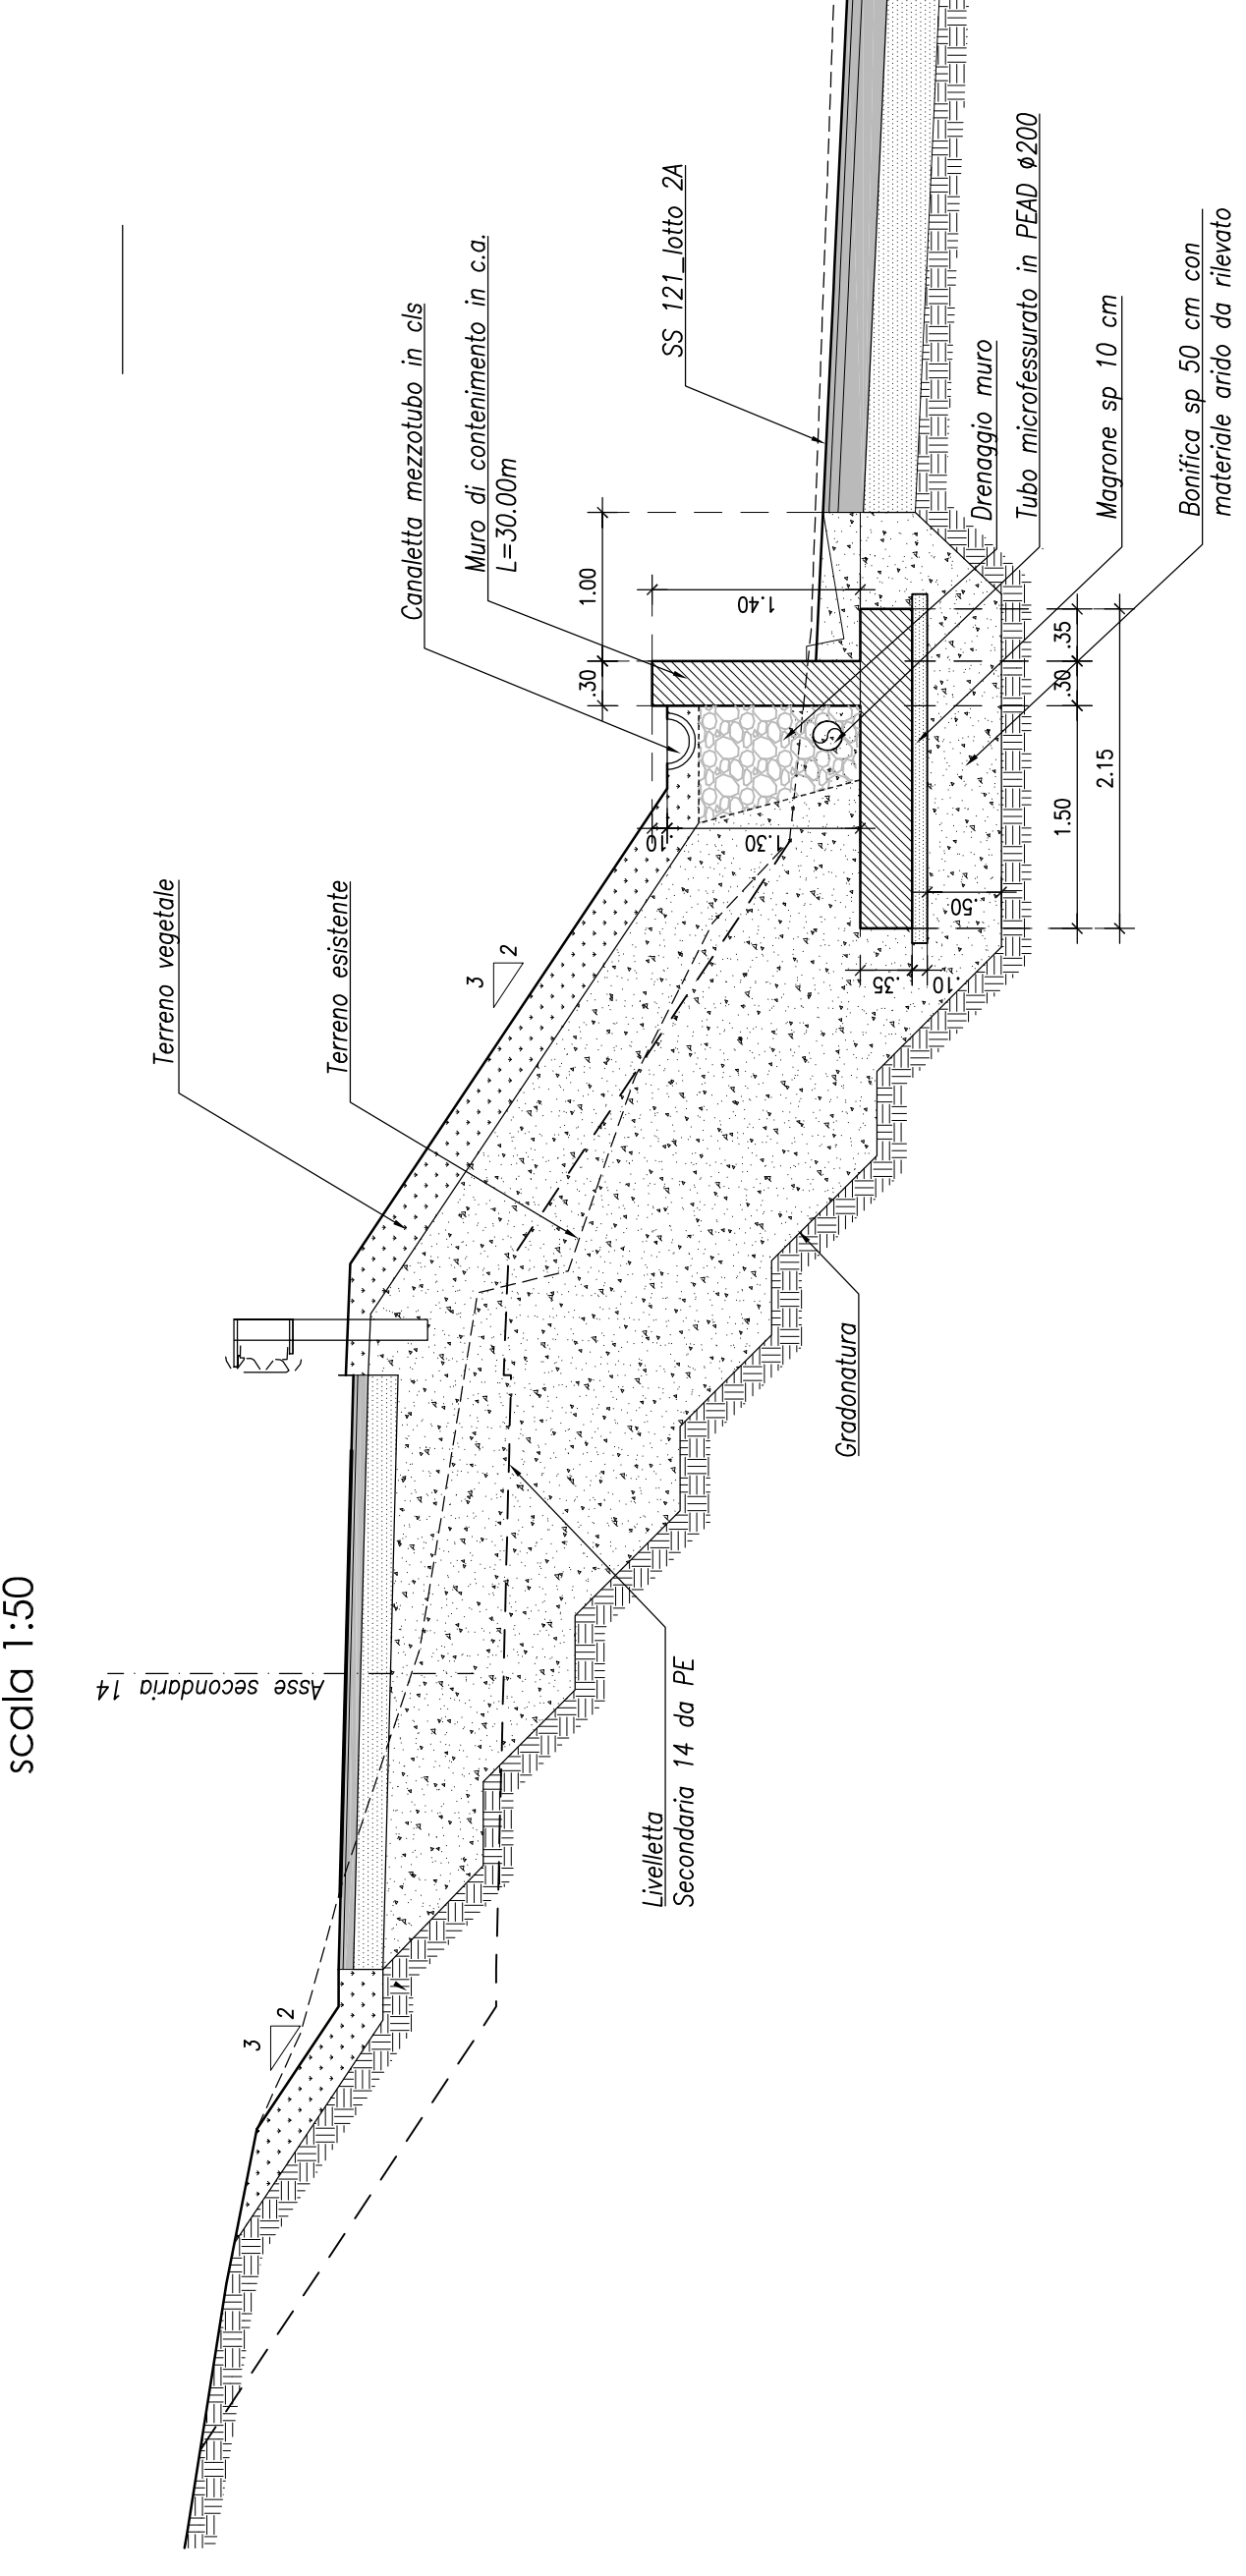 scala 1:50
3
2
Asse secondaria 14
Livelletta
Secondaria 14 da PE
Gradonatura
Terreno vegetale
Terreno esistente
3
2
Canaletta mezzotubo in cls
Muro di contenimento in c.a.
L=30.00m
SS 121_lotto 2A
.30
1.00
1.40
.10
1.30
.35
.10
.50
1.50
.30
.35
2.15
Drenaggio muro
Tubo microfessurato in PEAD ϕ200
Magrone sp 10 cm
Bonifica sp 50 cm con
materiale arido da rilevato